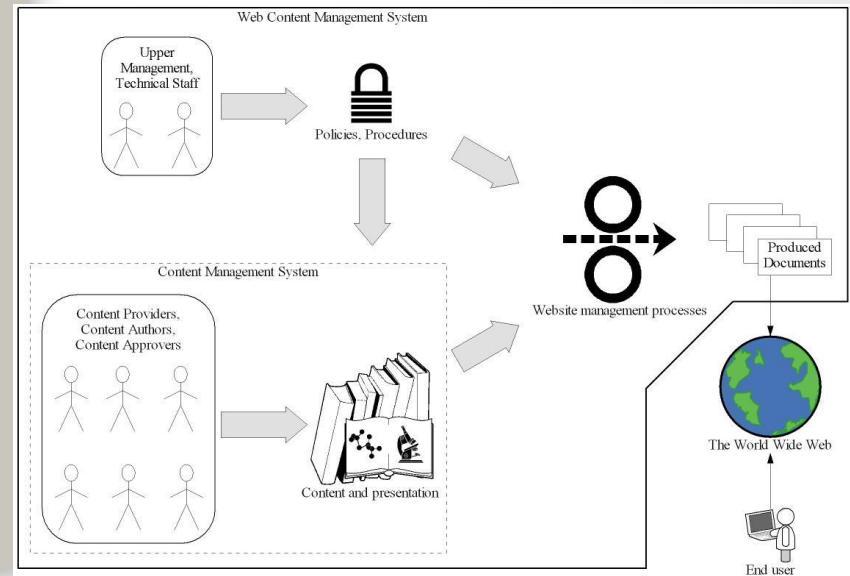 Web Content Management System
Upper
Management,
Technical Staff
Policies, Procedures
Content Management System
Content Providers,
Content Authors,
Content Approvers
Content and presentation
Website management processes
Produced
Documents
The World Wide Web
End user